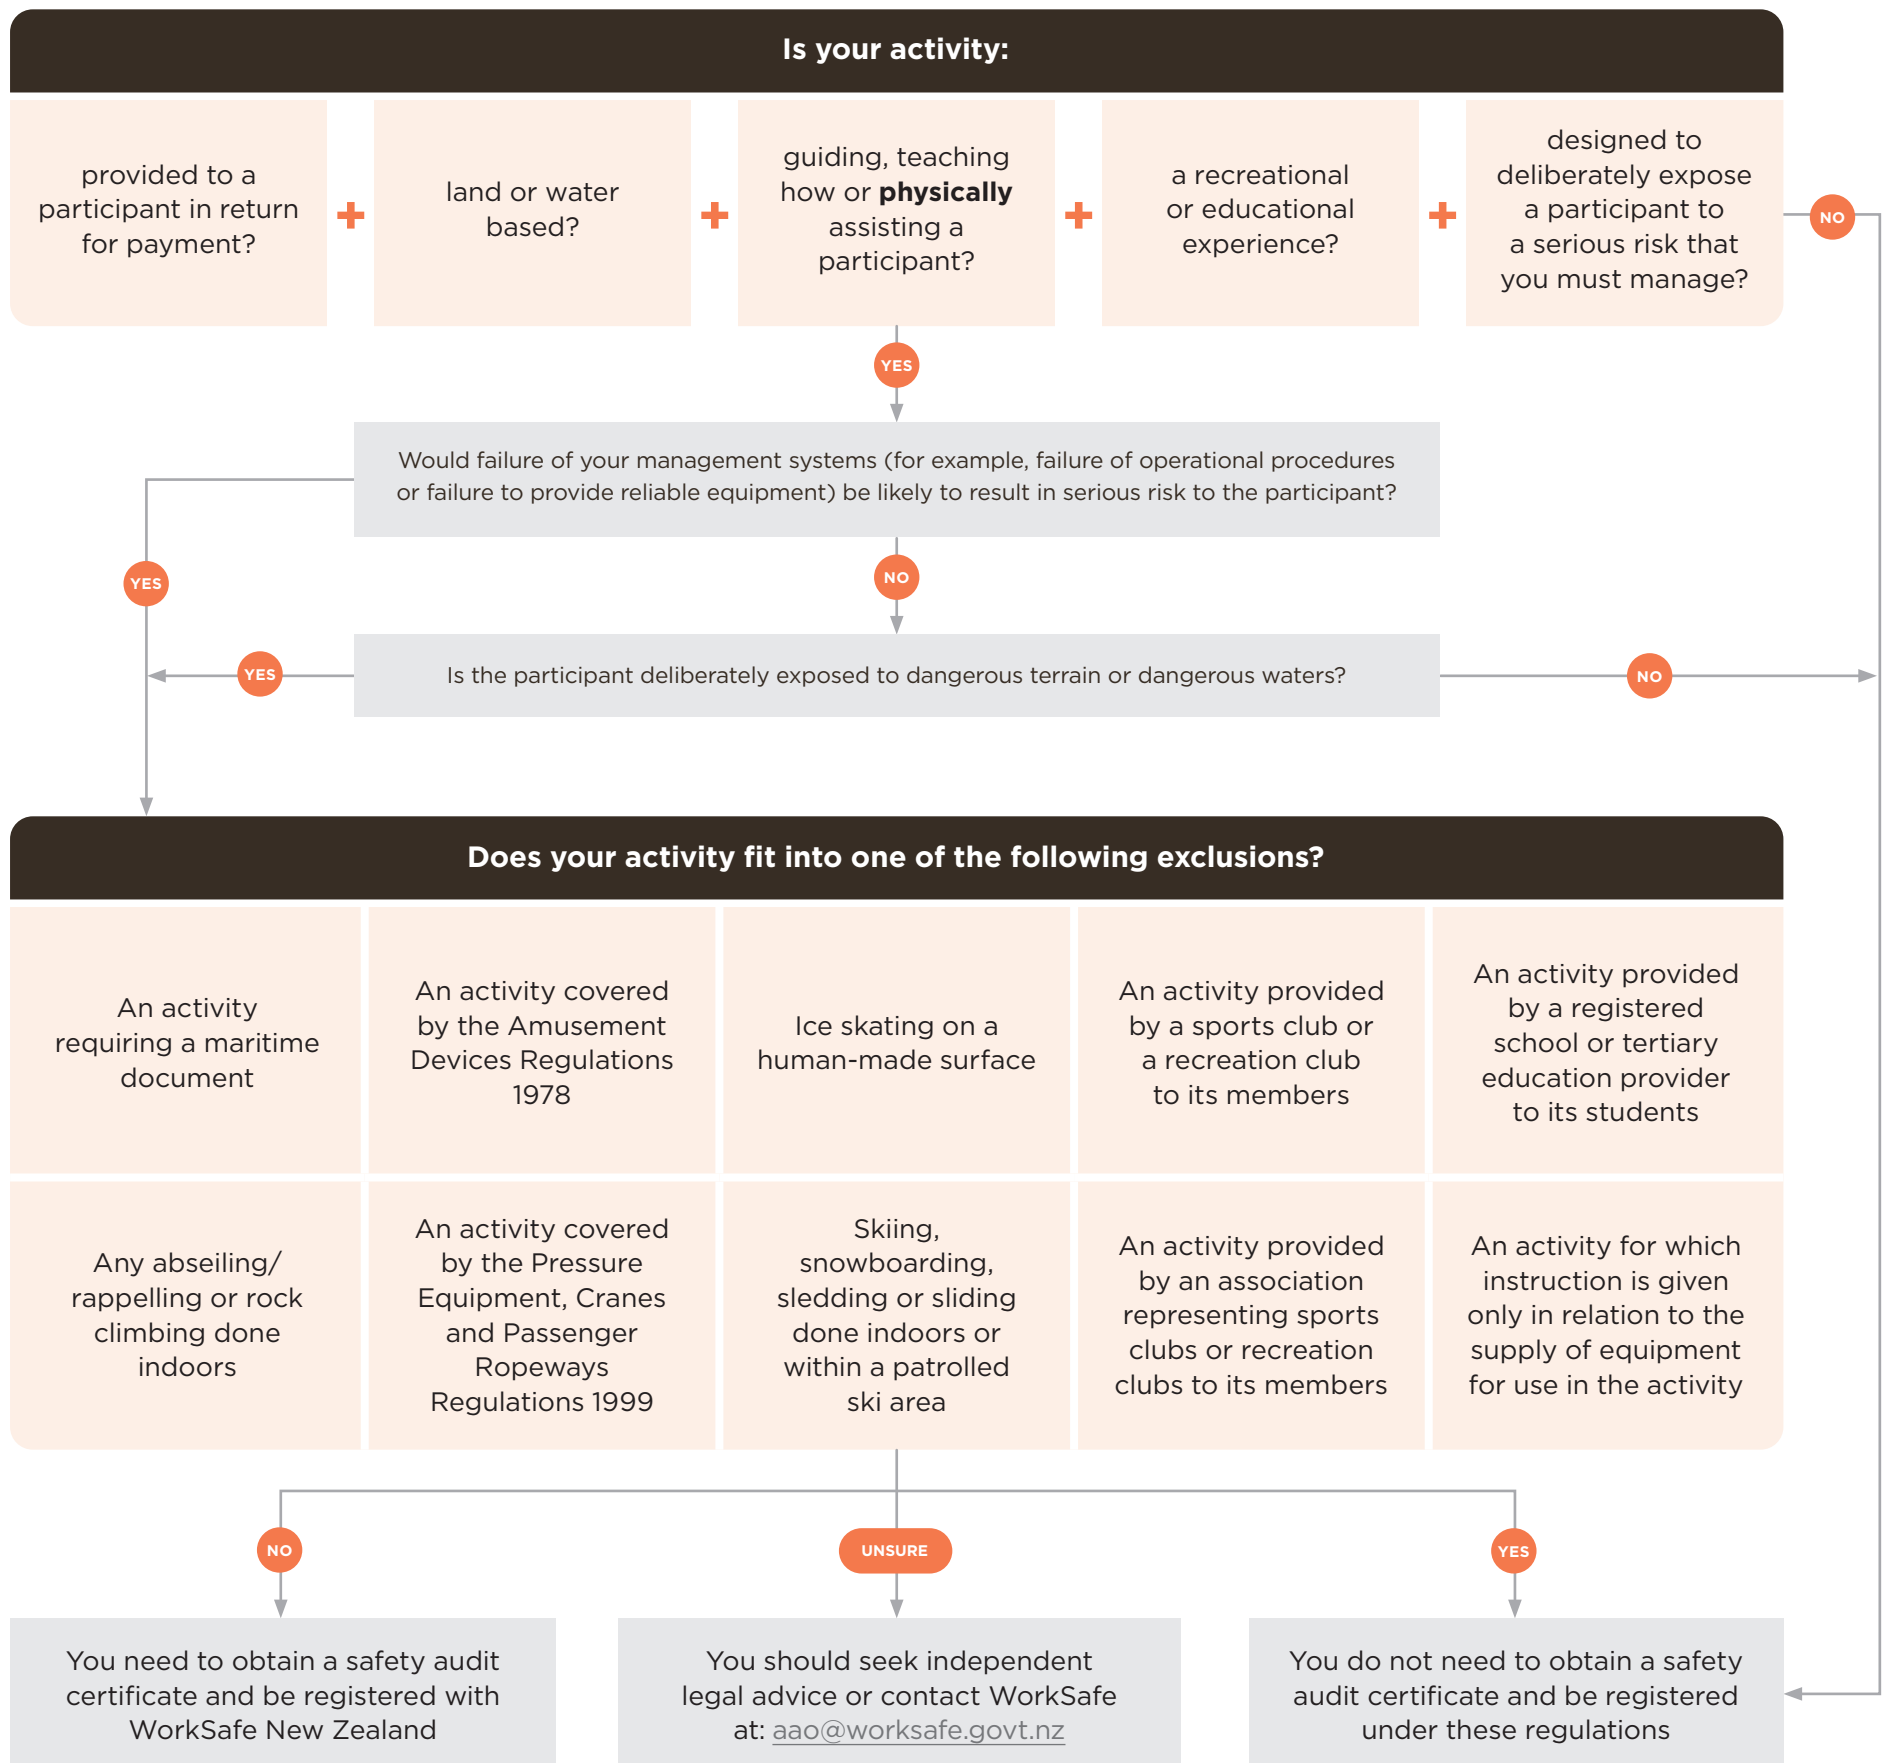 Is your activity:
provided to a
participant in return
for payment?
land or water
based?
guiding, teaching
how or physically
assisting a
participant?
a recreational
or educational
experience?
designed to
deliberately expose
a participant to
a serious risk that
you must manage?
NO
YES
Would failure of your management systems (for example, failure of operational procedures
or failure to provide reliable equipment) be likely to result in serious risk to the participant?
YES
NO
YES
Is the participant deliberately exposed to dangerous terrain or dangerous waters?
NO
Does your activity fit into one of the following exclusions?
An activity
requiring a maritime
document
An activity covered
by the Amusement
Devices Regulations
1978
Ice skating on a
human-made surface
An activity provided
by a sports club or
a recreation club
to its members
An activity provided
by a registered
school or tertiary
education provider
to its students
Any abseiling/
rappelling or rock
climbing done
indoors
An activity covered
by the Pressure
Equipment, Cranes
and Passenger
Ropeways
Regulations 1999
Skiing,
snowboarding,
sledding or sliding
done indoors or
within a patrolled
ski area
An activity provided
by an association
representing sports
clubs or recreation
clubs to its members
An activity for which
instruction is given
only in relation to the
supply of equipment
for use in the activity
NO
UNSURE
YES
You need to obtain a safety audit
certificate and be registered with
WorkSafe New Zealand
You should seek independent
legal advice or contact WorkSafe
at: aao@worksafe.govt.nz
You do not need to obtain a safety
audit certificate and be registered
under these regulations